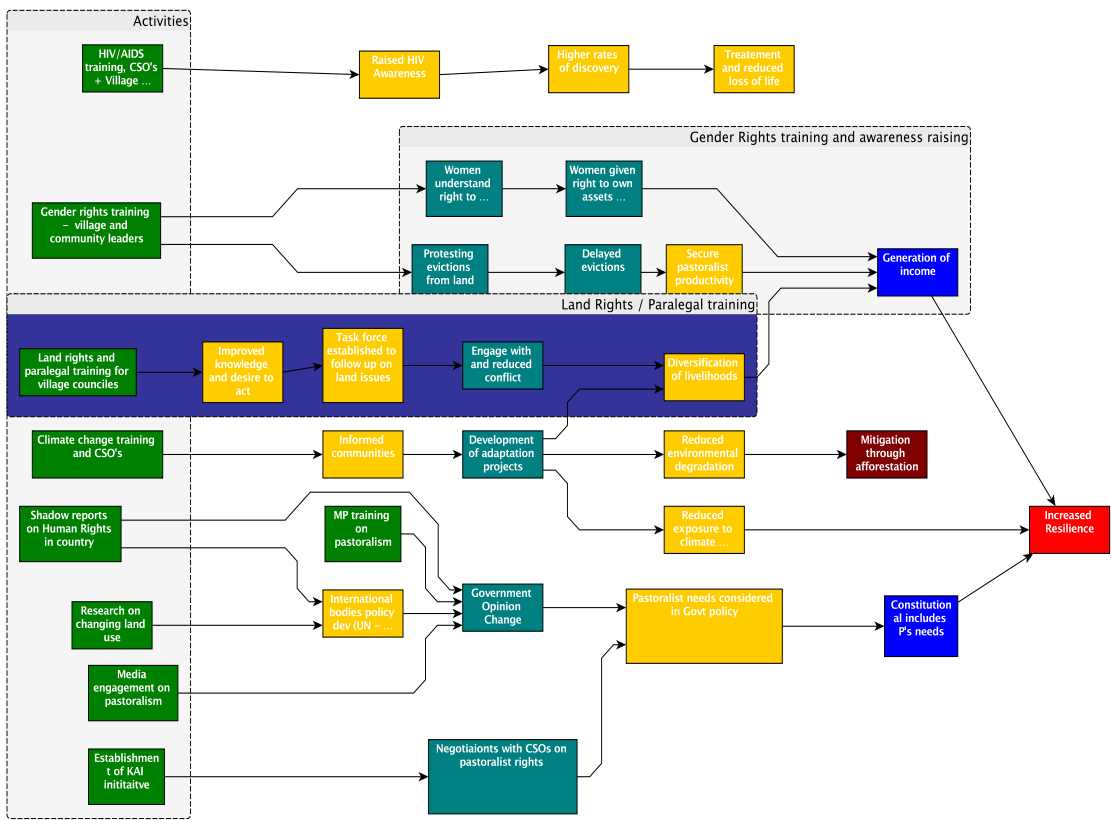 Activities
HIV/AIDS
training, CSO's
+ Village ...
Raised HIV
Awareness
Higher rates
of discovery
Treatement
and reduced
loss of life
Gender Rights training and awareness raising
Women
understand
right to ...
Women given
right to own
assets ...
Gender rights training
– village and
community leaders
Protesting
evictions
from land
Delayed
evictions
Secure
pastoralist
productivity
Generation of
income
Land Rights / Paralegal training
Land rights and
paralegal training for
village counciles
Improved
knowledge
and desire to
act
Task force
established to
follow up on
land issues
Engage with
and reduced
conflict
Diversification
of livelihoods
Climate change training
and CSO's
Informed
communities
Development
of adaptation
projects
Reduced
environmental
degradation
Mitigation
through
afforestation
Shadow reports
on Human Rights
in country
MP training
on
pastoralism
Reduced
exposure to
climate ...
Increased
Resilience
Research on
changing land
use
International
bodies policy
dev (UN – ...
Government
Opinion
Change
Pastoralist needs considered
in Govt policy
Constitution
al includes
P's needs
Media
engagement on
pastoralism
Establishmen
t of KAI
inititaitve
Negotiaionts with CSOs on
pastoralist rights